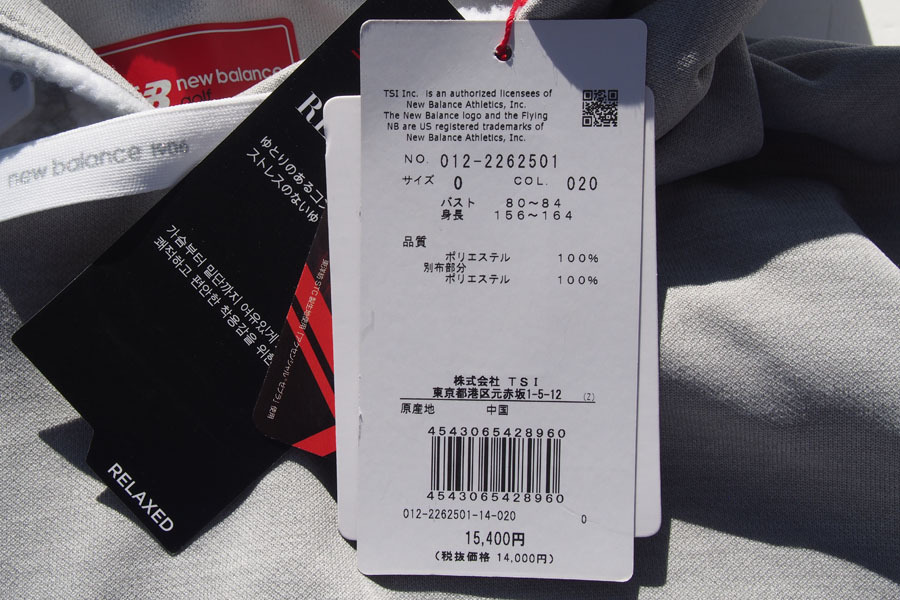 new balance
golf
new balance 1906
ゆとりのある
ストレスのないゆ
가슴부터 밑단까지 여유있게
쾌적하고 편안한 착용감을 위한
RELAXED
TSI Inc. is an authorized licensees of
New Balance Athletics, Inc.
The New Balance logo and the Flying
NB are US registered trademarks of
New Balance Athletics, Inc.
NO. 012-2262501
サイズ 0 COL. 020
バスト 80～84
身長 156～164
品質
ポリエステル 100%
別布部分
ポリエステル 100%
株式会社 TSI
東京都港区元赤坂1-5-12 (Z)
原産地 中国
4543065428960
4543065428960
012-2262501-14-020 0
15,400円
(税抜価格 14,000円)